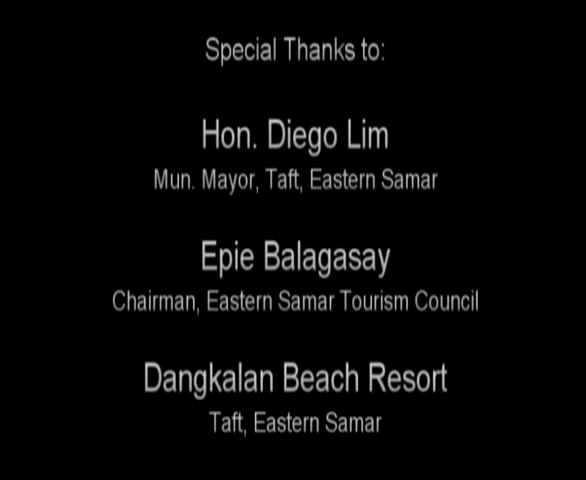 Special Thanks to:
Hon. Diego Lim
Mun. Mayor, Taft, Eastern Samar
Epie Balagasay
Chairman, Eastern Samar Tourism Council
Dangkalan Beach Resort
Taft, Eastern Samar